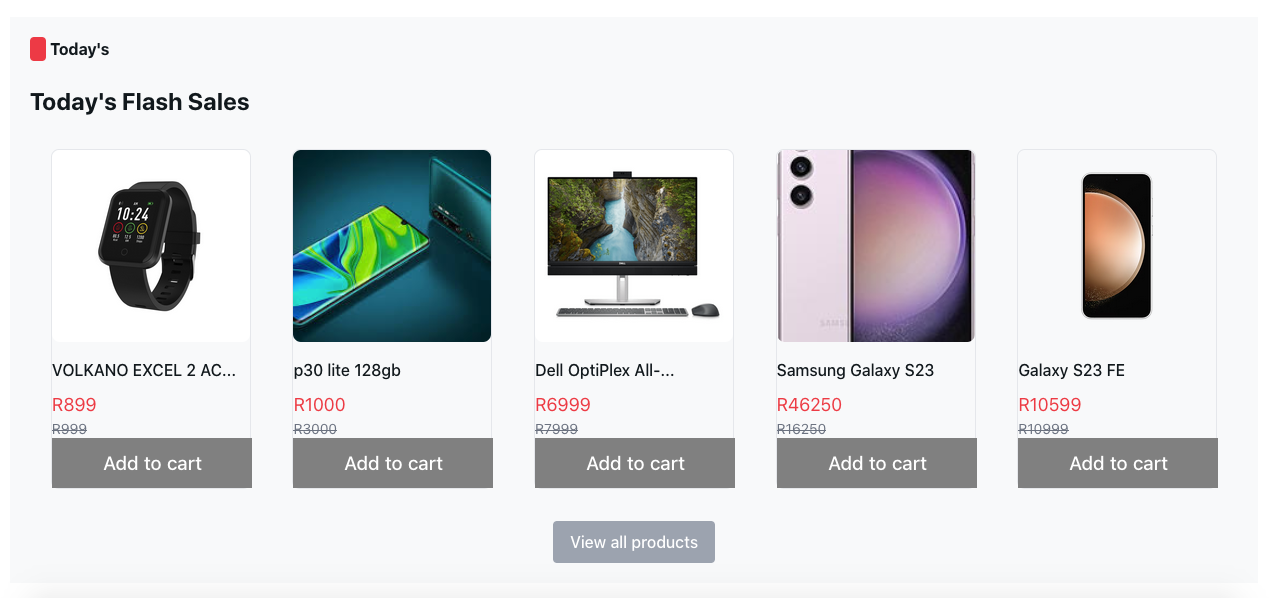 Today's
Today's Flash Sales
10:24
SAMSU
VOLKANO EXCEL 2 AC...
R899
R999
Add to cart
p30 lite 128gb
R1000
R3000
Add to cart
Dell OptiPlex All-...
R6999
R7999
Add to cart
Samsung Galaxy S23
R46250
R16250
Add to cart
Galaxy S23 FE
R10599
R10999
Add to cart
View all products